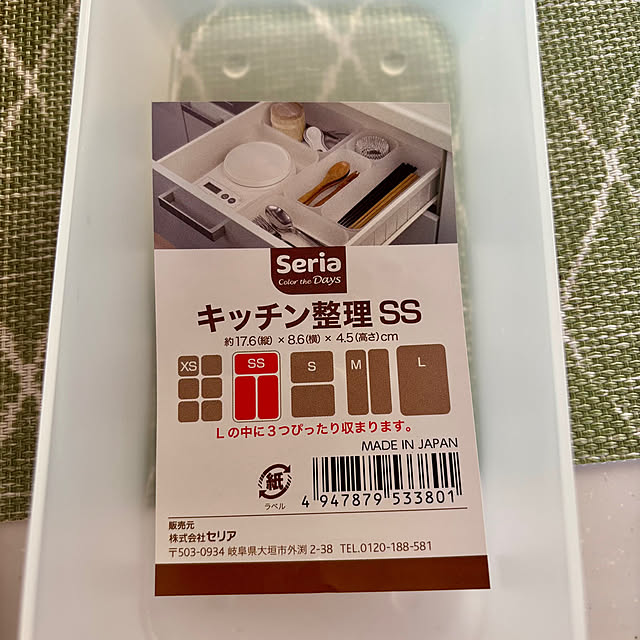 Seria
Color the Days
キッチン整理 SS
約17.6(縦)×8.6(横)×4.5(高さ)cm
XS SS S M L
Lの中に3つぴったり収まります。
MADE IN JAPAN
紙
ラベル
4 947879 533801
販売元
株式会社セリア
〒503-0934 岐阜県大垣市外渕 2-38 TEL.0120-188-581